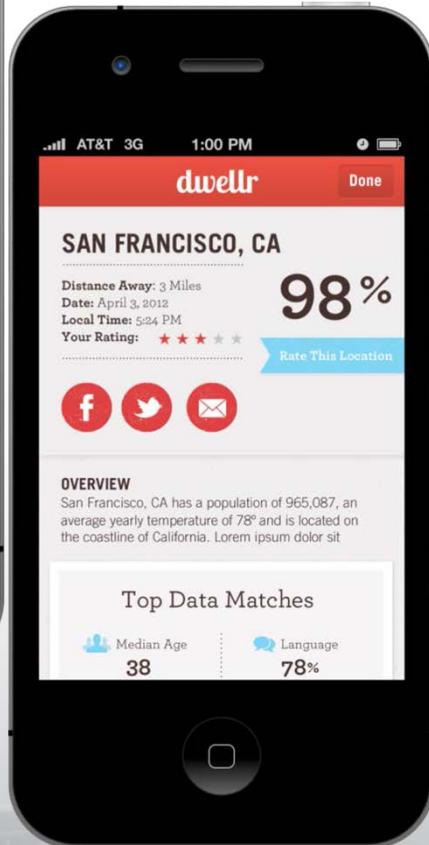 AT&T 3G 1:00 PM
dwellr Done
SAN FRANCISCO, CA
Distance Away: 3 Miles
Date: April 3, 2012
Local Time: 5:24 PM
Your Rating:
98%
Rate This Location
OVERVIEW
San Francisco, CA has a population of 965,087, an
average yearly temperature of 78º and is located on
the coastline of California. Lorem ipsum dolor sit
Top Data Matches
Median Age
38
Language
78%